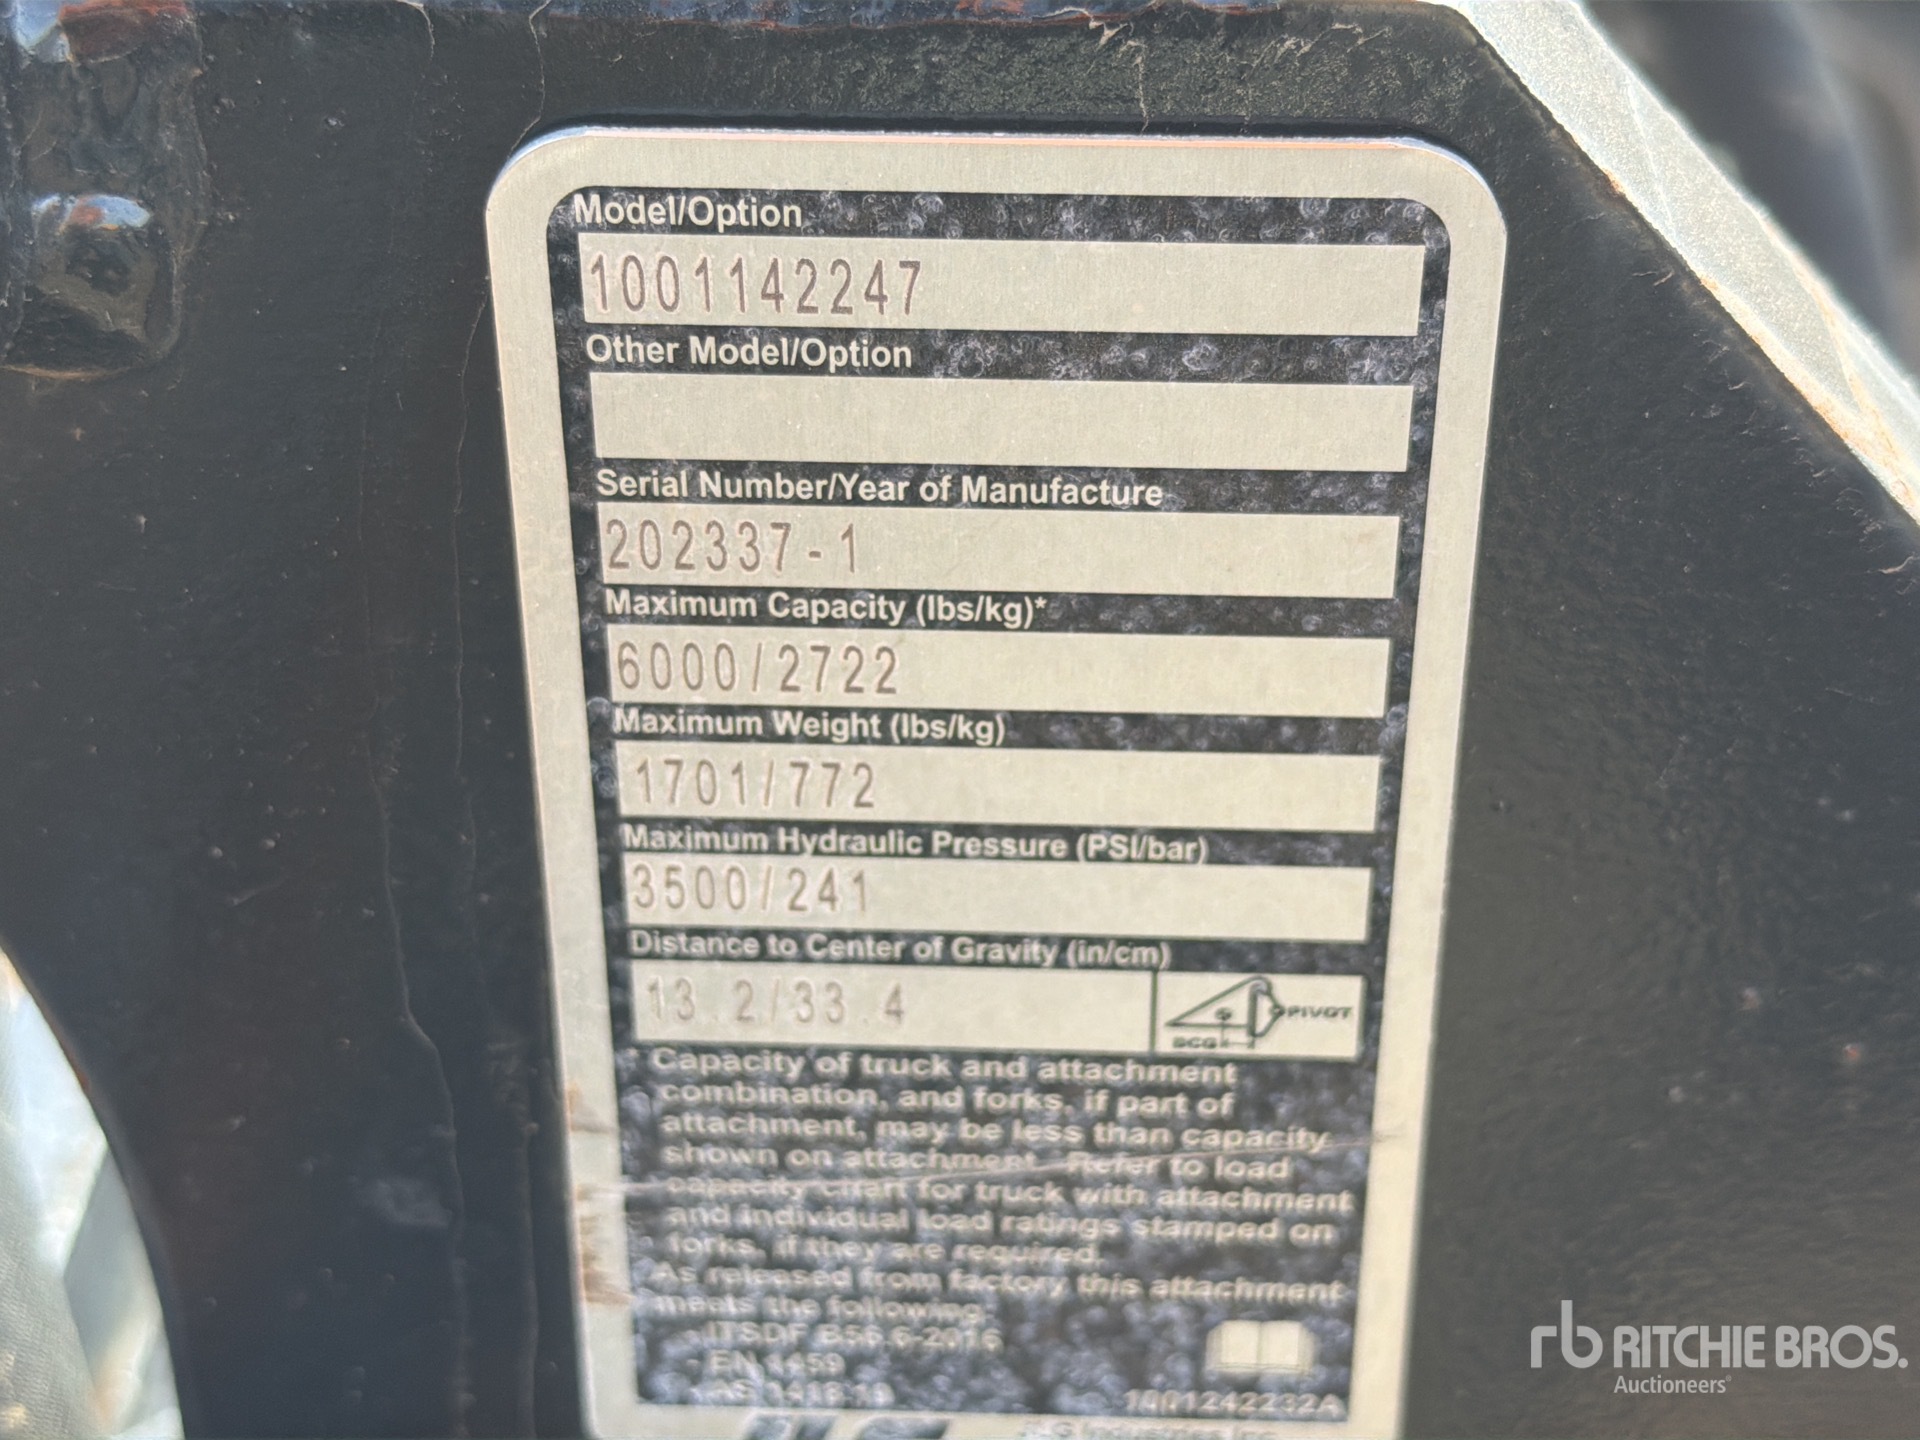 Model/Option
1001142247
Other Model/Option
Serial Number/Year of Manufacture
202337-1
Maximum Capacity (lbs/kg)*
6000/2722
Maximum Weight (lbs/kg)
1701/772
Maximum Hydraulic Pressure (PSI/bar)
3500/241
Distance to Center of Gravity (in/cm)
13.2/33.4
PIVOT
* Capacity of truck and attachment
combination, and forks, if part of
attachment, may be less than capacity
shown on attachment. Refer to load
capacity chart for truck with attachment
and individual load ratings stamped on
forks, if they are required.
As released from factory this attachment
meets the following:
- ITSDF B56.6-2016
- EN 1459
1001242232A
Industries Inc.
rb RITCHIE BROS.
Auctioneers